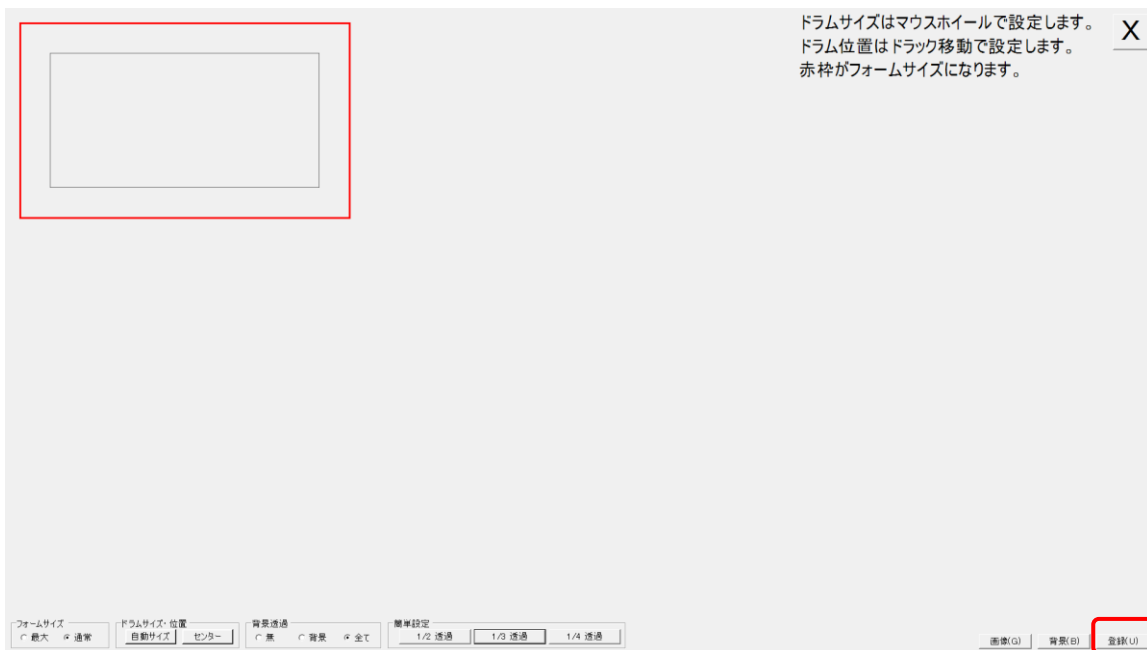 ドラムサイズはマウスホイールで設定します。
ドラム位置はドラック移動で設定します。
赤枠がフォームサイズになります。
X
フォームサイズ
最大 通常
ドラムサイズ・位置
自動サイズ センター
背景透過
無 背景 全て
簡単設定
1/2 透過 1/3 透過 1/4 透過
画像(G) 背景(B) 登録(U)